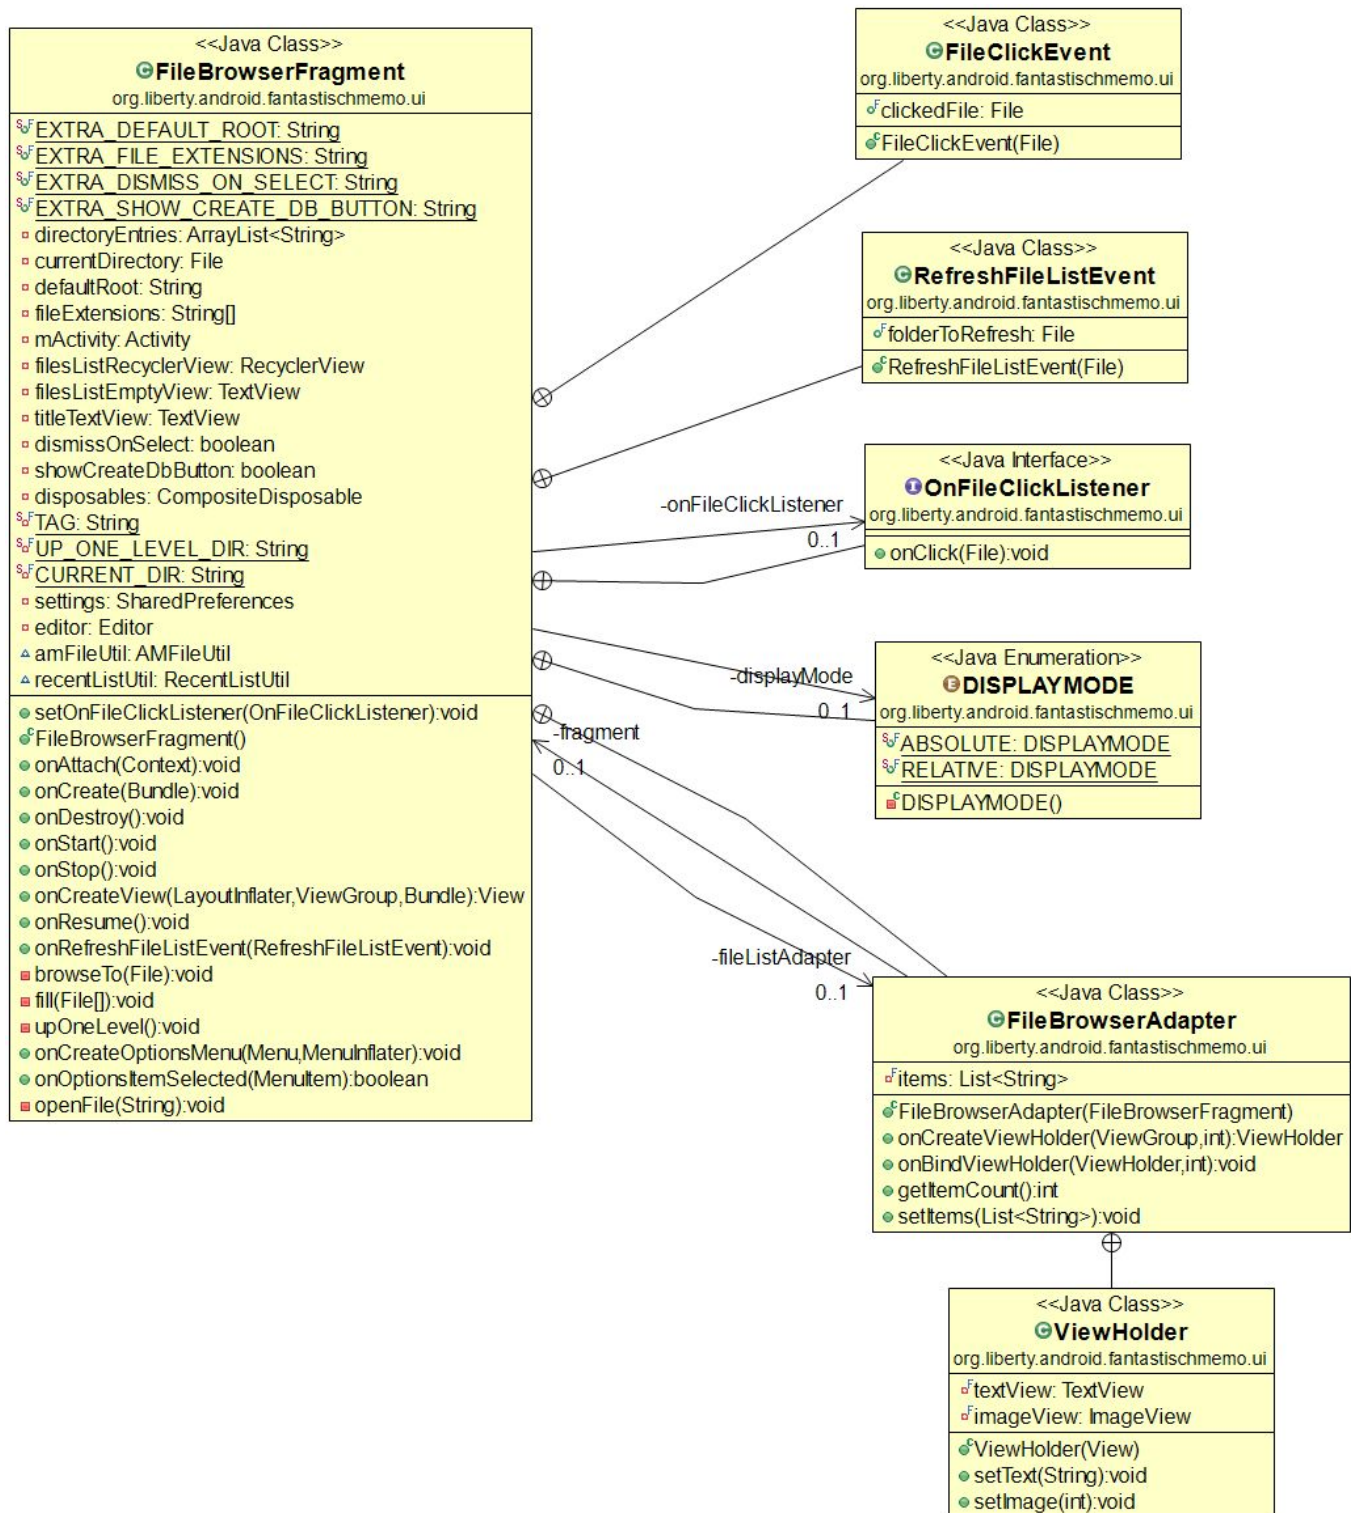 <<Java Class>>
FileBrowserFragment
org.liberty.android.fantastischmemo.ui
EXTRA_DEFAULT_ROOT: String
EXTRA_FILE_EXTENSIONS: String
EXTRA_DISMISS_ON_SELECT: String
EXTRA_SHOW_CREATE_DB_BUTTON: String
directoryEntries: ArrayList<String>
currentDirectory: File
defaultRoot: String
fileExtensions: String[]
mActivity: Activity
filesListRecyclerView: RecyclerView
filesListEmptyView: TextView
titleTextView: TextView
dismissOnSelect: boolean
showCreateDbButton: boolean
disposables: CompositeDisposable
TAG: String
UP_ONE_LEVEL_DIR: String
CURRENT_DIR: String
settings: SharedPreferences
editor: Editor
amFileUtil: AMFileUtil
recentListUtil: RecentListUtil
setOnFileClickListener(OnFileClickListener):void
FileBrowserFragment()
onAttach(Context):void
onCreate(Bundle):void
onDestroy():void
onStart():void
onStop():void
onCreateView(LayoutInflater,ViewGroup,Bundle):View
onResume():void
onRefreshFileListEvent(RefreshFileListEvent):void
browseTo(File):void
fill(File[]):void
upOneLevel():void
onCreateOptionsMenu(Menu,MenuInflater):void
onOptionsItemSelected(MenuItem):boolean
openFile(String):void
<<Java Class>>
FileClickEvent
org.liberty.android.fantastischmemo.ui
clickedFile: File
FileClickEvent(File)
<<Java Class>>
RefreshFileListEvent
org.liberty.android.fantastischmemo.ui
folderToRefresh: File
RefreshFileListEvent(File)
-onFileClickListener
0..1
<<Java Interface>>
OnFileClickListener
org.liberty.android.fantastischmemo.ui
onClick(File):void
-displayMode
0..1
<<Java Enumeration>>
DISPLAYMODE
org.liberty.android.fantastischmemo.ui
ABSOLUTE: DISPLAYMODE
RELATIVE: DISPLAYMODE
DISPLAYMODE()
-fragment
0..1
-fileListAdapter
0..1
<<Java Class>>
FileBrowserAdapter
org.liberty.android.fantastischmemo.ui
items: List<String>
FileBrowserAdapter(FileBrowserFragment)
onCreateViewHolder(ViewGroup,int):ViewHolder
onBindViewHolder(ViewHolder,int):void
getItemCount():int
setItems(List<String>):void
<<Java Class>>
ViewHolder
org.liberty.android.fantastischmemo.ui
textView: TextView
imageView: ImageView
ViewHolder(View)
setText(String):void
setImage(int):void